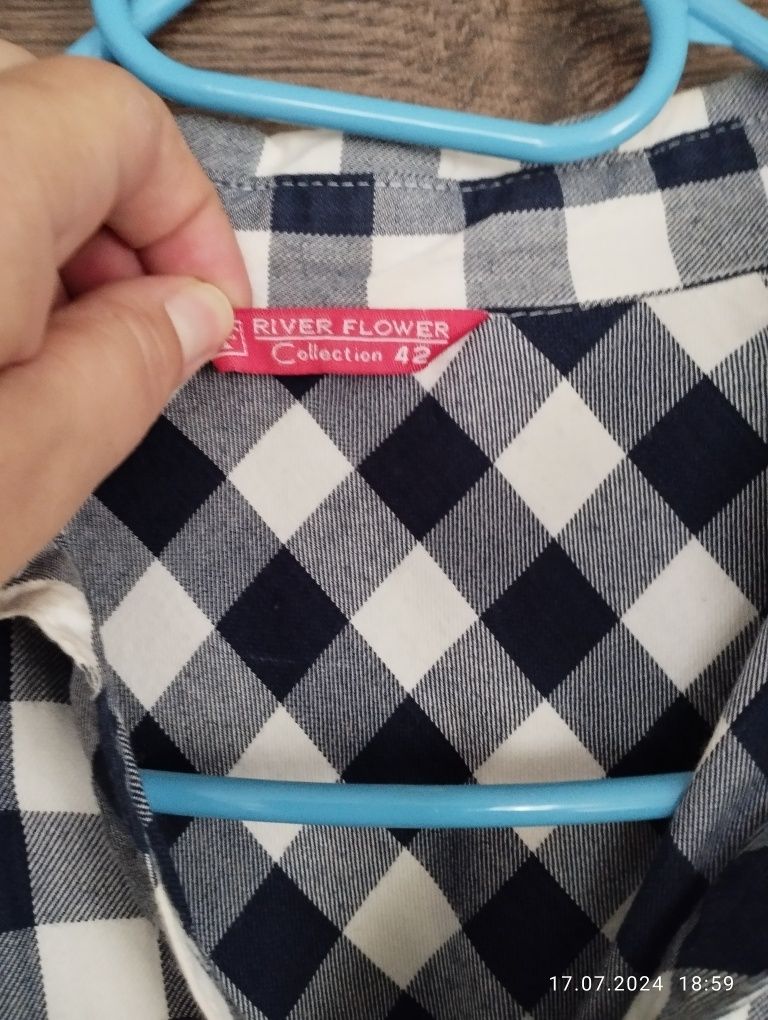 RIVER FLOWER
Collection 42
17.07.2024 18:59